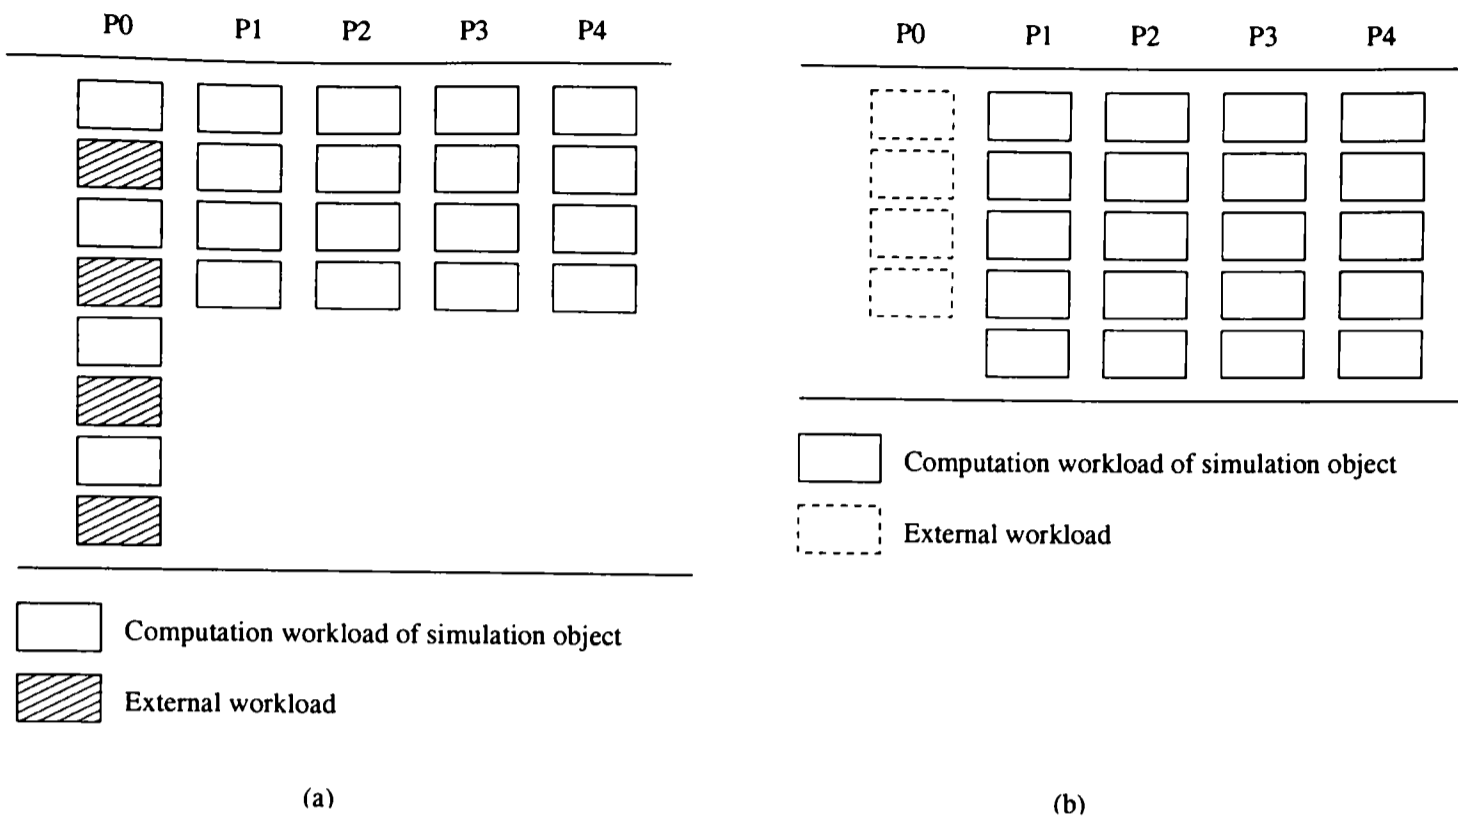 P0 P1 P2 P3 P4
Computation workload of simulation object
External workload
(a)
P0 P1 P2 P3 P4
Computation workload of simulation object
External workload
(b)